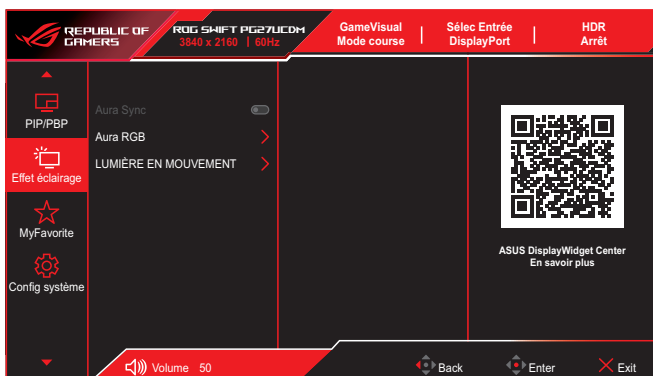 REPUBLIC OF
GAMERS
ROG SWIFT PG27UCDM
3840 x 2160 | 60Hz
GameVisual
Mode course
Sélec Entrée
DisplayPort
HDR
Arrêt
PIP/PBP
Effet éclairage
MyFavorite
Config système
Aura Sync
Aura RGB
LUMIÈRE EN MOUVEMENT
ASUS DisplayWidget Center
En savoir plus
Volume 50
Back
Enter
Exit